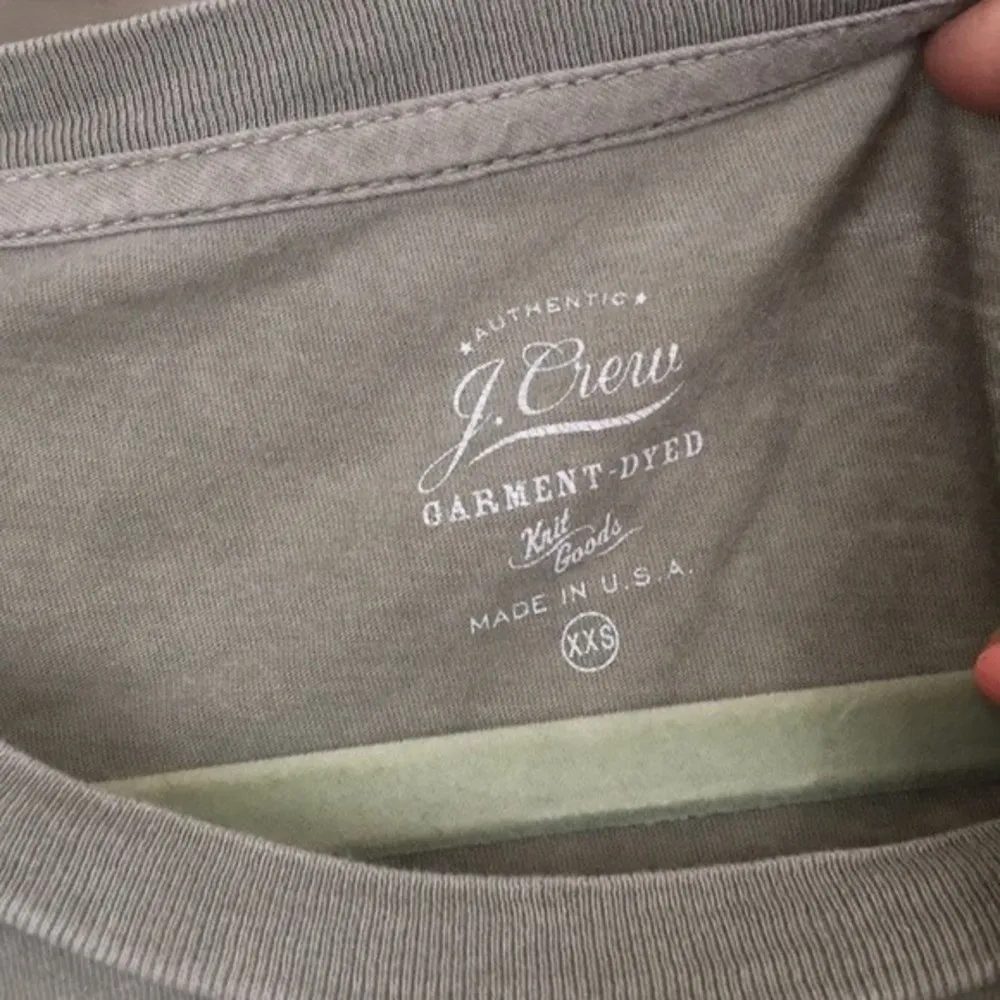 ★AUTHENTIC★
J.Crew
GARMENT-DYED
Knit
Goods
MADE IN U.S.A.
XXS